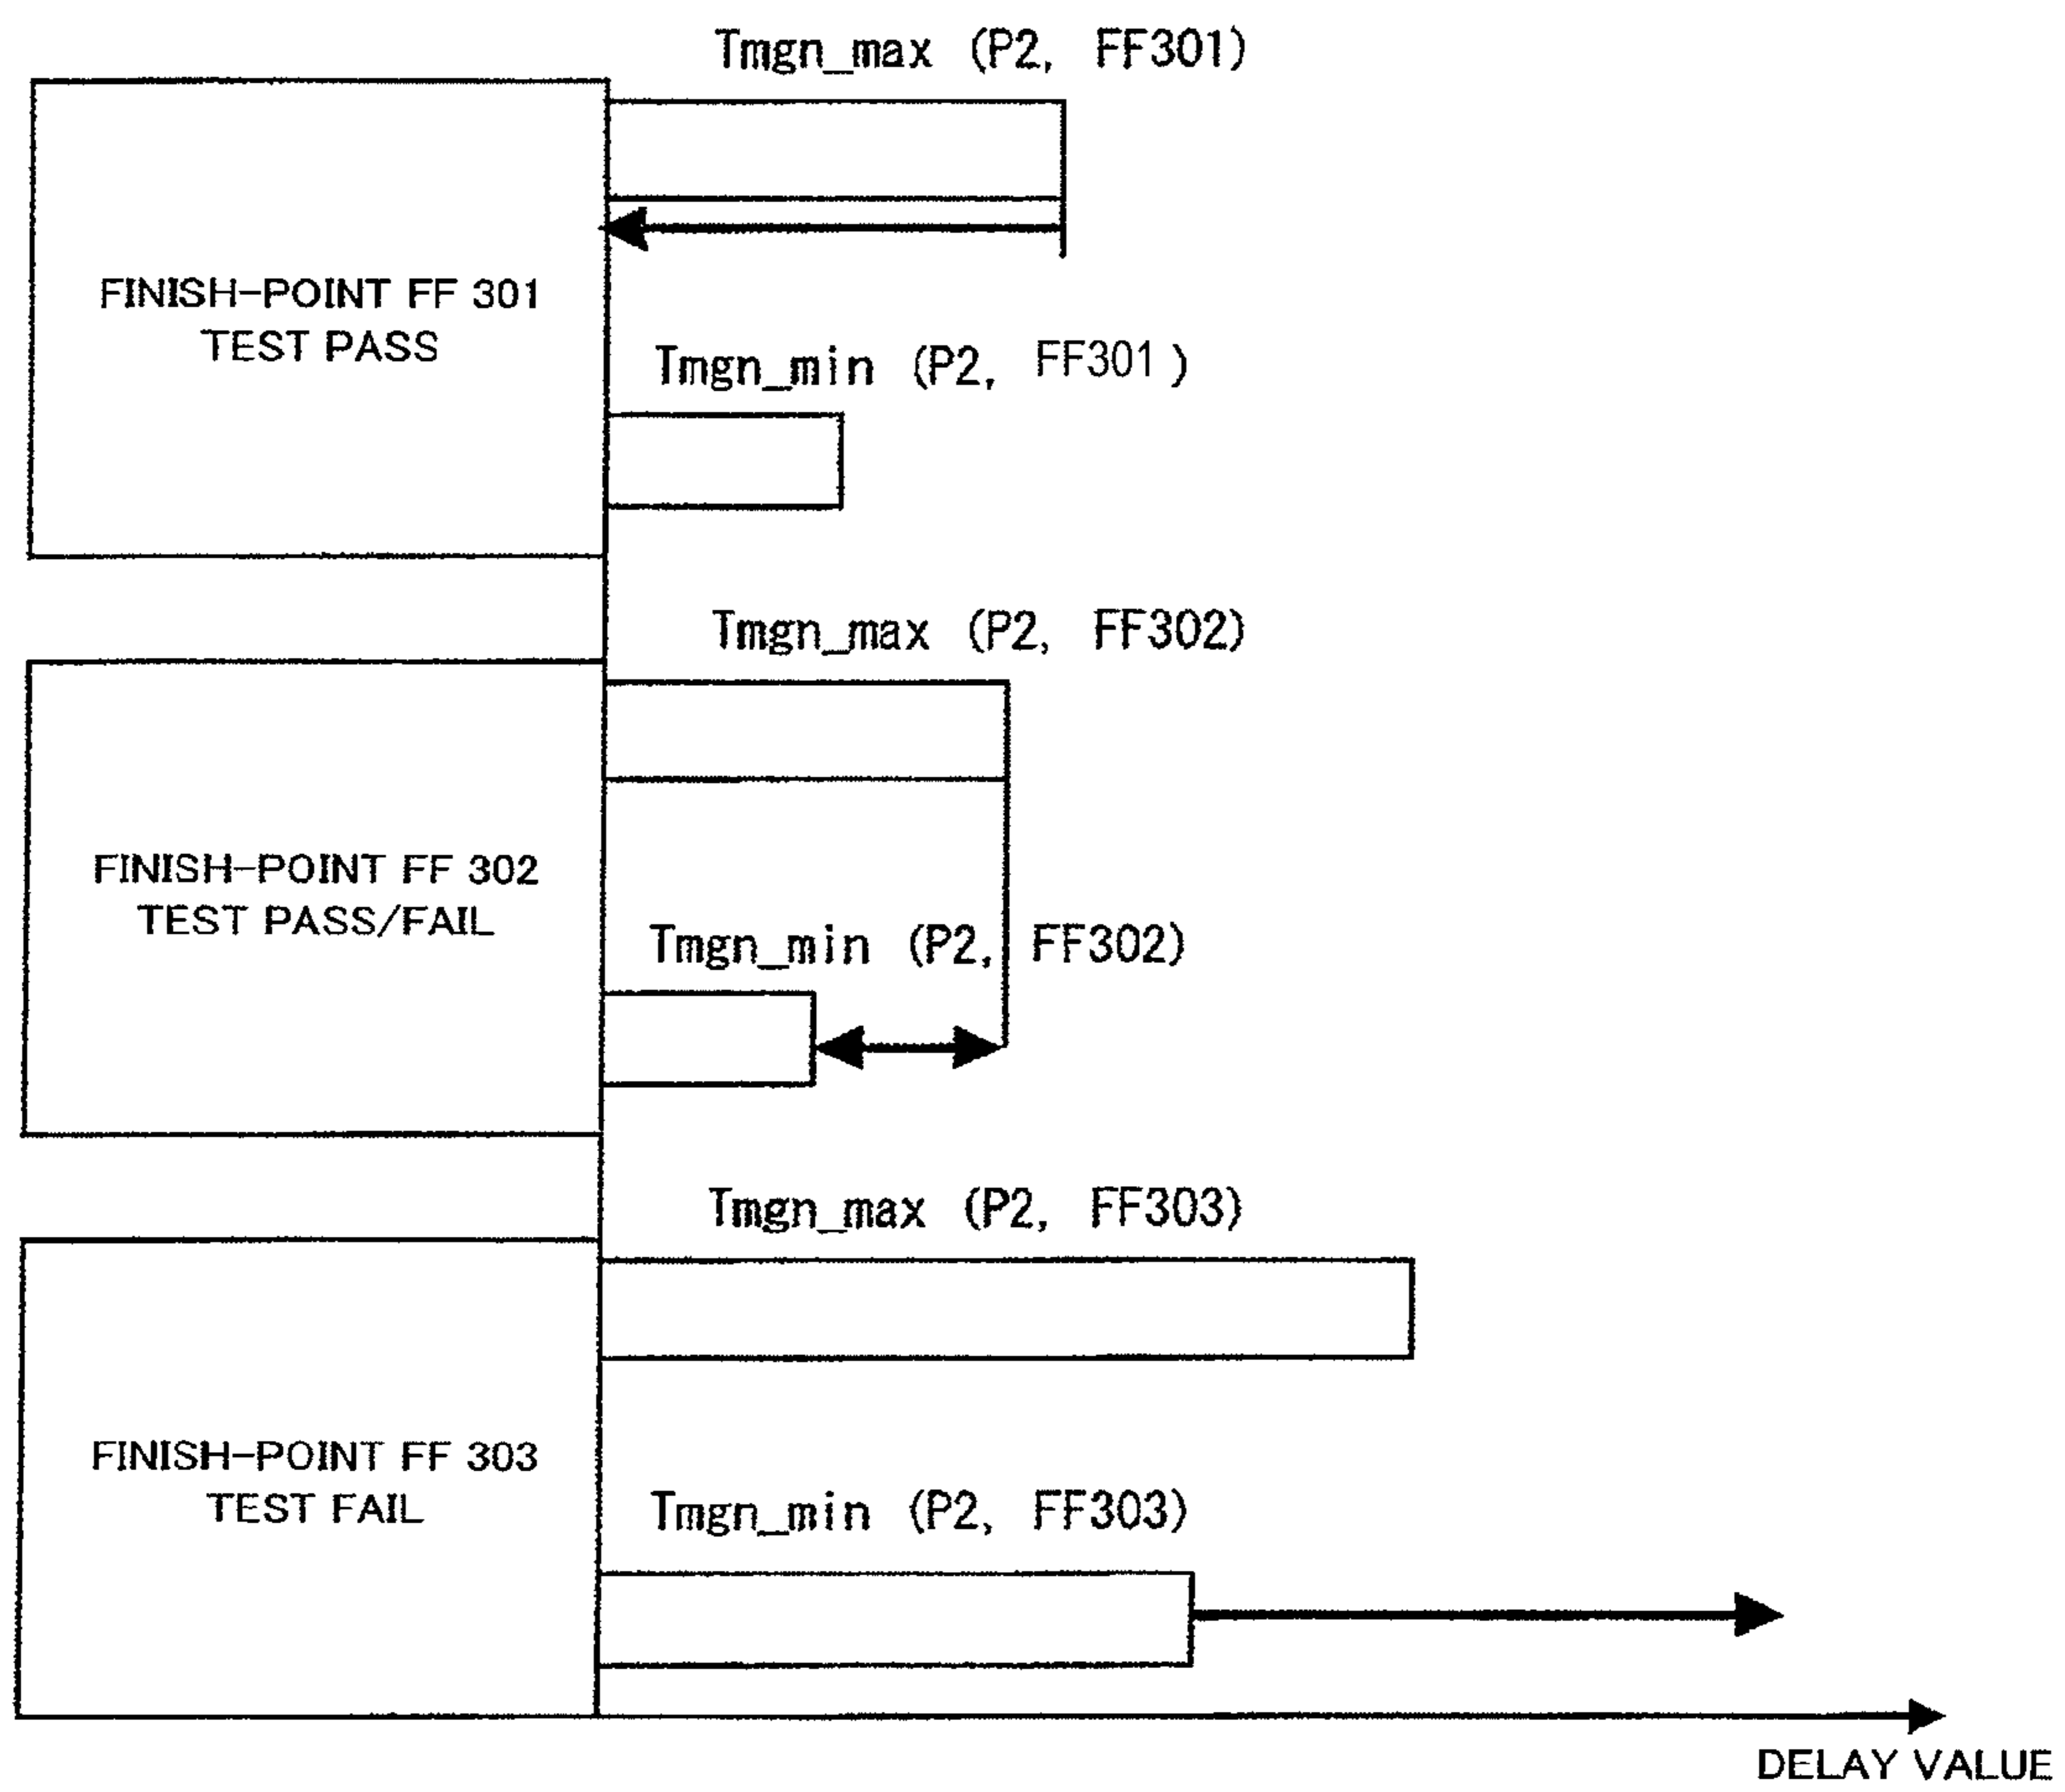 Tmgn_max (P2, FF301)
FINISH-POINT FF 301
TEST PASS
Tmgn_min (P2, FF301 )
Tmgn_max (P2, FF302)
FINISH-POINT FF 302
TEST PASS/FAIL
Tmgn_min (P2, FF302)
Tmgn_max (P2, FF303)
FINISH-POINT FF 303
TEST FAIL
Tmgn_min (P2, FF303)
DELAY VALUE